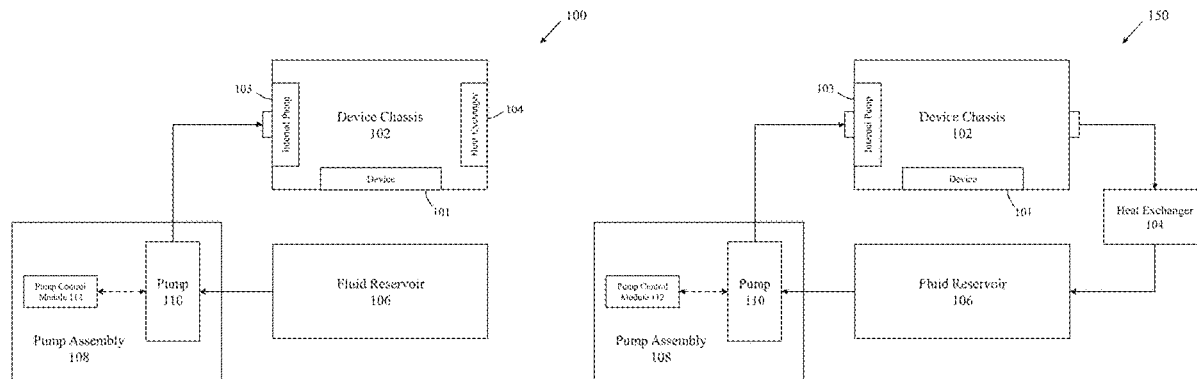 100
103
Internal Pump
Device Chassis
102
Heat Exchanger
104
Device
101
Pump Control
Module 112
Pump
110
Pump Assembly
108
Fluid Reservoir
106
150
103
Internal Pump
Device Chassis
102
Device
101
Heat Exchanger
104
Pump Control
Module 112
Pump
110
Pump Assembly
108
Fluid Reservoir
106